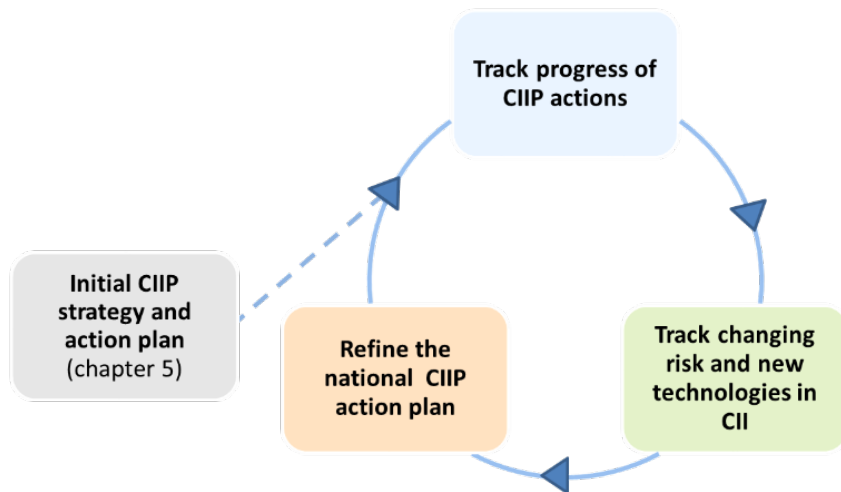 Track progress of
CIIP actions
Initial CIIP
strategy and
action plan
(chapter 5)
Refine the
national CIIP
action plan
Track changing
risk and new
technologies in
CII